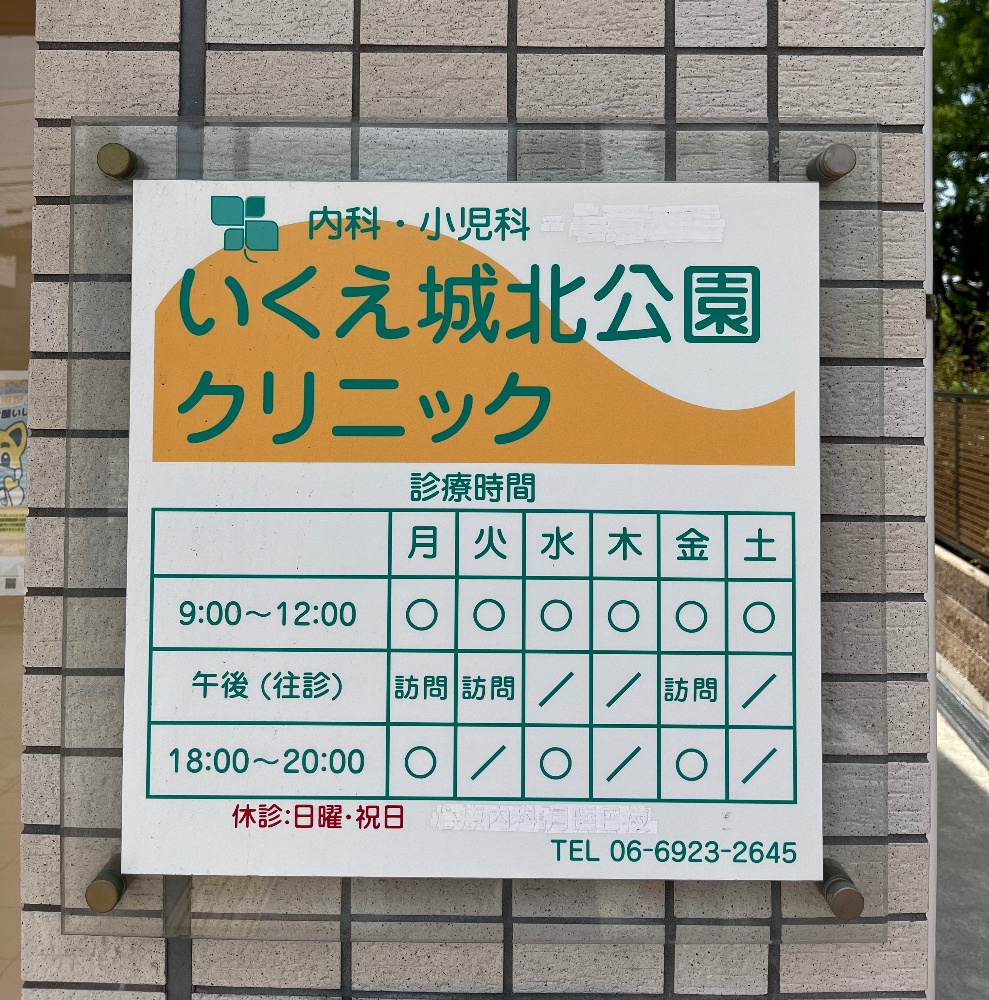 内科・小児科
いくえ城北公園
クリニック
診療時間
月 火 水 木 金 土
9:00〜12:00 ○ ○ ○ ○ ○ ○
午後（往診） 訪問 訪問 ／ ／ 訪問 ／
18:00〜20:00 ○ ／ ○ ／ ○ ／
休診:日曜・祝日
TEL 06-6923-2645